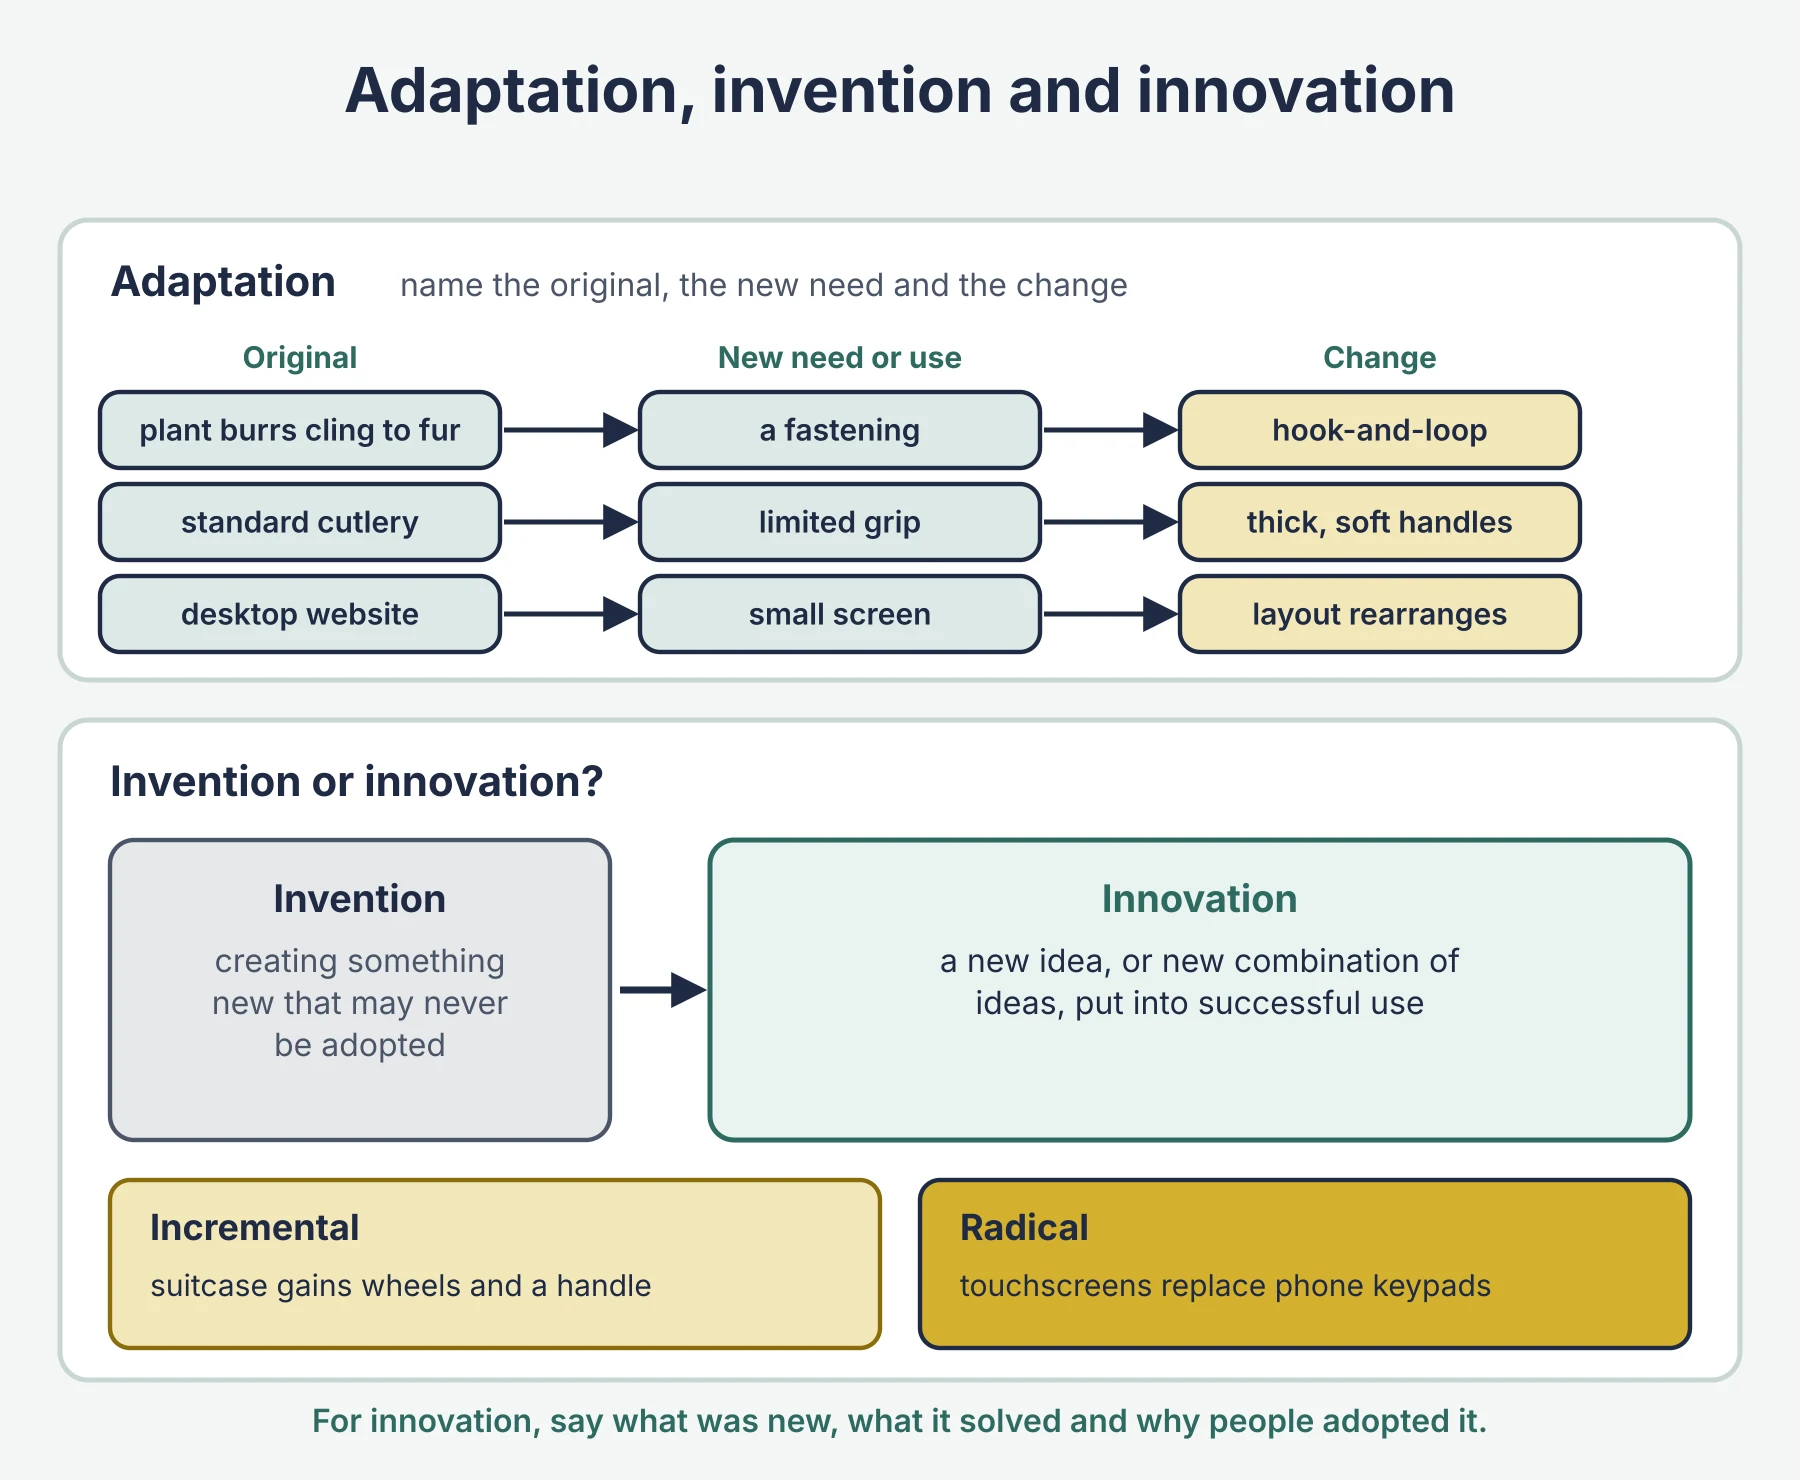 Adaptation, invention and innovation
Adaptation
name the original, the new need and the change
Original
New need or use
Change
plant burrs cling to fur
a fastening
hook-and-loop
standard cutlery
limited grip
thick, soft handles
desktop website
small screen
layout rearranges
Invention or innovation?
Invention
creating something
new that may never
be adopted
Innovation
a new idea, or new combination of
ideas, put into successful use
Incremental
suitcase gains wheels and a handle
Radical
touchscreens replace phone keypads
For innovation, say what was new, what it solved and why people adopted it.